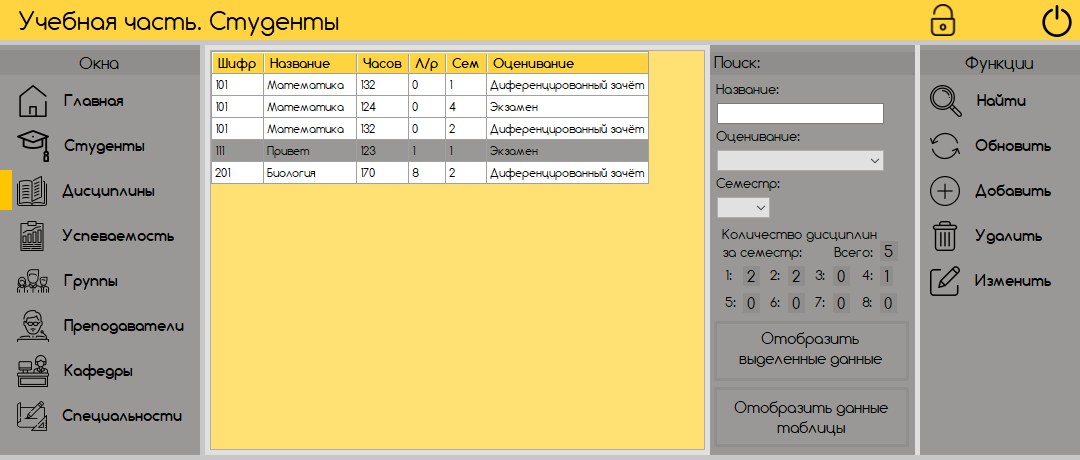 Учебная часть. Студенты
Окна
Главная
Студенты
Дисциплины
Успеваемость
Группы
Преподаватели
Кафедры
Специальности
Шифр Название Часов Л/р Сем Оценивание
101 Математика 132 0 1 Диференцированный зачёт
101 Математика 124 0 4 Экзамен
101 Математика 132 0 2 Диференцированный зачёт
111 Привет 123 1 1 Экзамен
201 Биология 170 8 2 Диференцированный зачёт
Поиск:
Название:
Оценивание:
Семестр:
Количество дисциплин
за семестр: Всего: 5
1: 2 2: 2 3: 0 4: 1
5: 0 6: 0 7: 0 8: 0
Отобразить
выделенные данные
Отобразить данные
таблицы
Функции
Найти
Обновить
Добавить
Удалить
Изменить